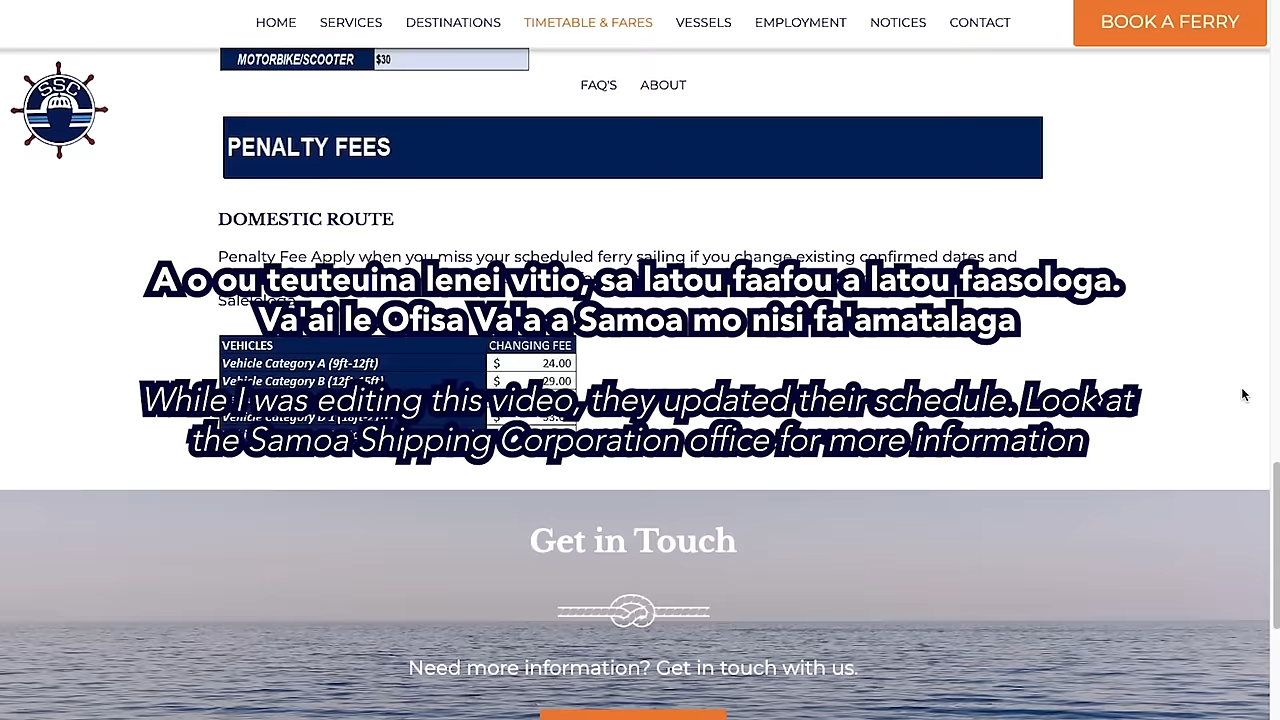 HOME SERVICES DESTINATIONS TIMETABLE & FARES VESSELS EMPLOYMENT NOTICES CONTACT BOOK A FERRY
MOTORBIKE/SCOOTER $30
FAQ'S ABOUT
SSC
PENALTY FEES
DOMESTIC ROUTE
Penalty Fee Apply when you miss your scheduled ferry sailing if you change existing confirmed dates and
A o ou teuteuina lenei vitio, sa latou faafou a latou faasologa.
Va'ai le Ofisa Va'a a Samoa mo nisi fa'amatalaga
VEHICLES CHANGING FEE
Vehicle Category A (9ft-12ft) $ 24.00
Vehicle Category B (12ft $ 29.00
While I was editing this video, they updated their schedule. Look at
the Samoa Shipping Corporation office for more information
Get in Touch
Need more information? Get in touch with us.